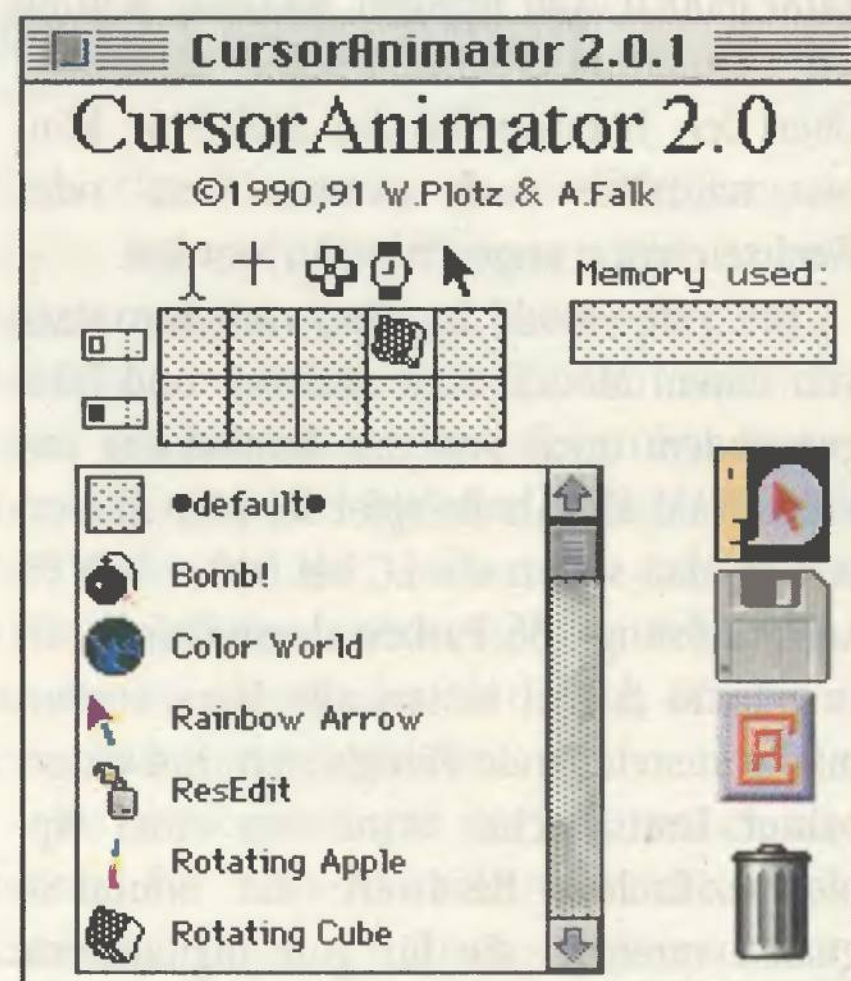 CursorAnimator 2.0.1
CursorAnimator 2.0
©1990,91 W.Plotz & A.Falk
Memory used:
•default•
Bomb!
Color World
Rainbow Arrow
ResEdit
Rotating Apple
Rotating Cube